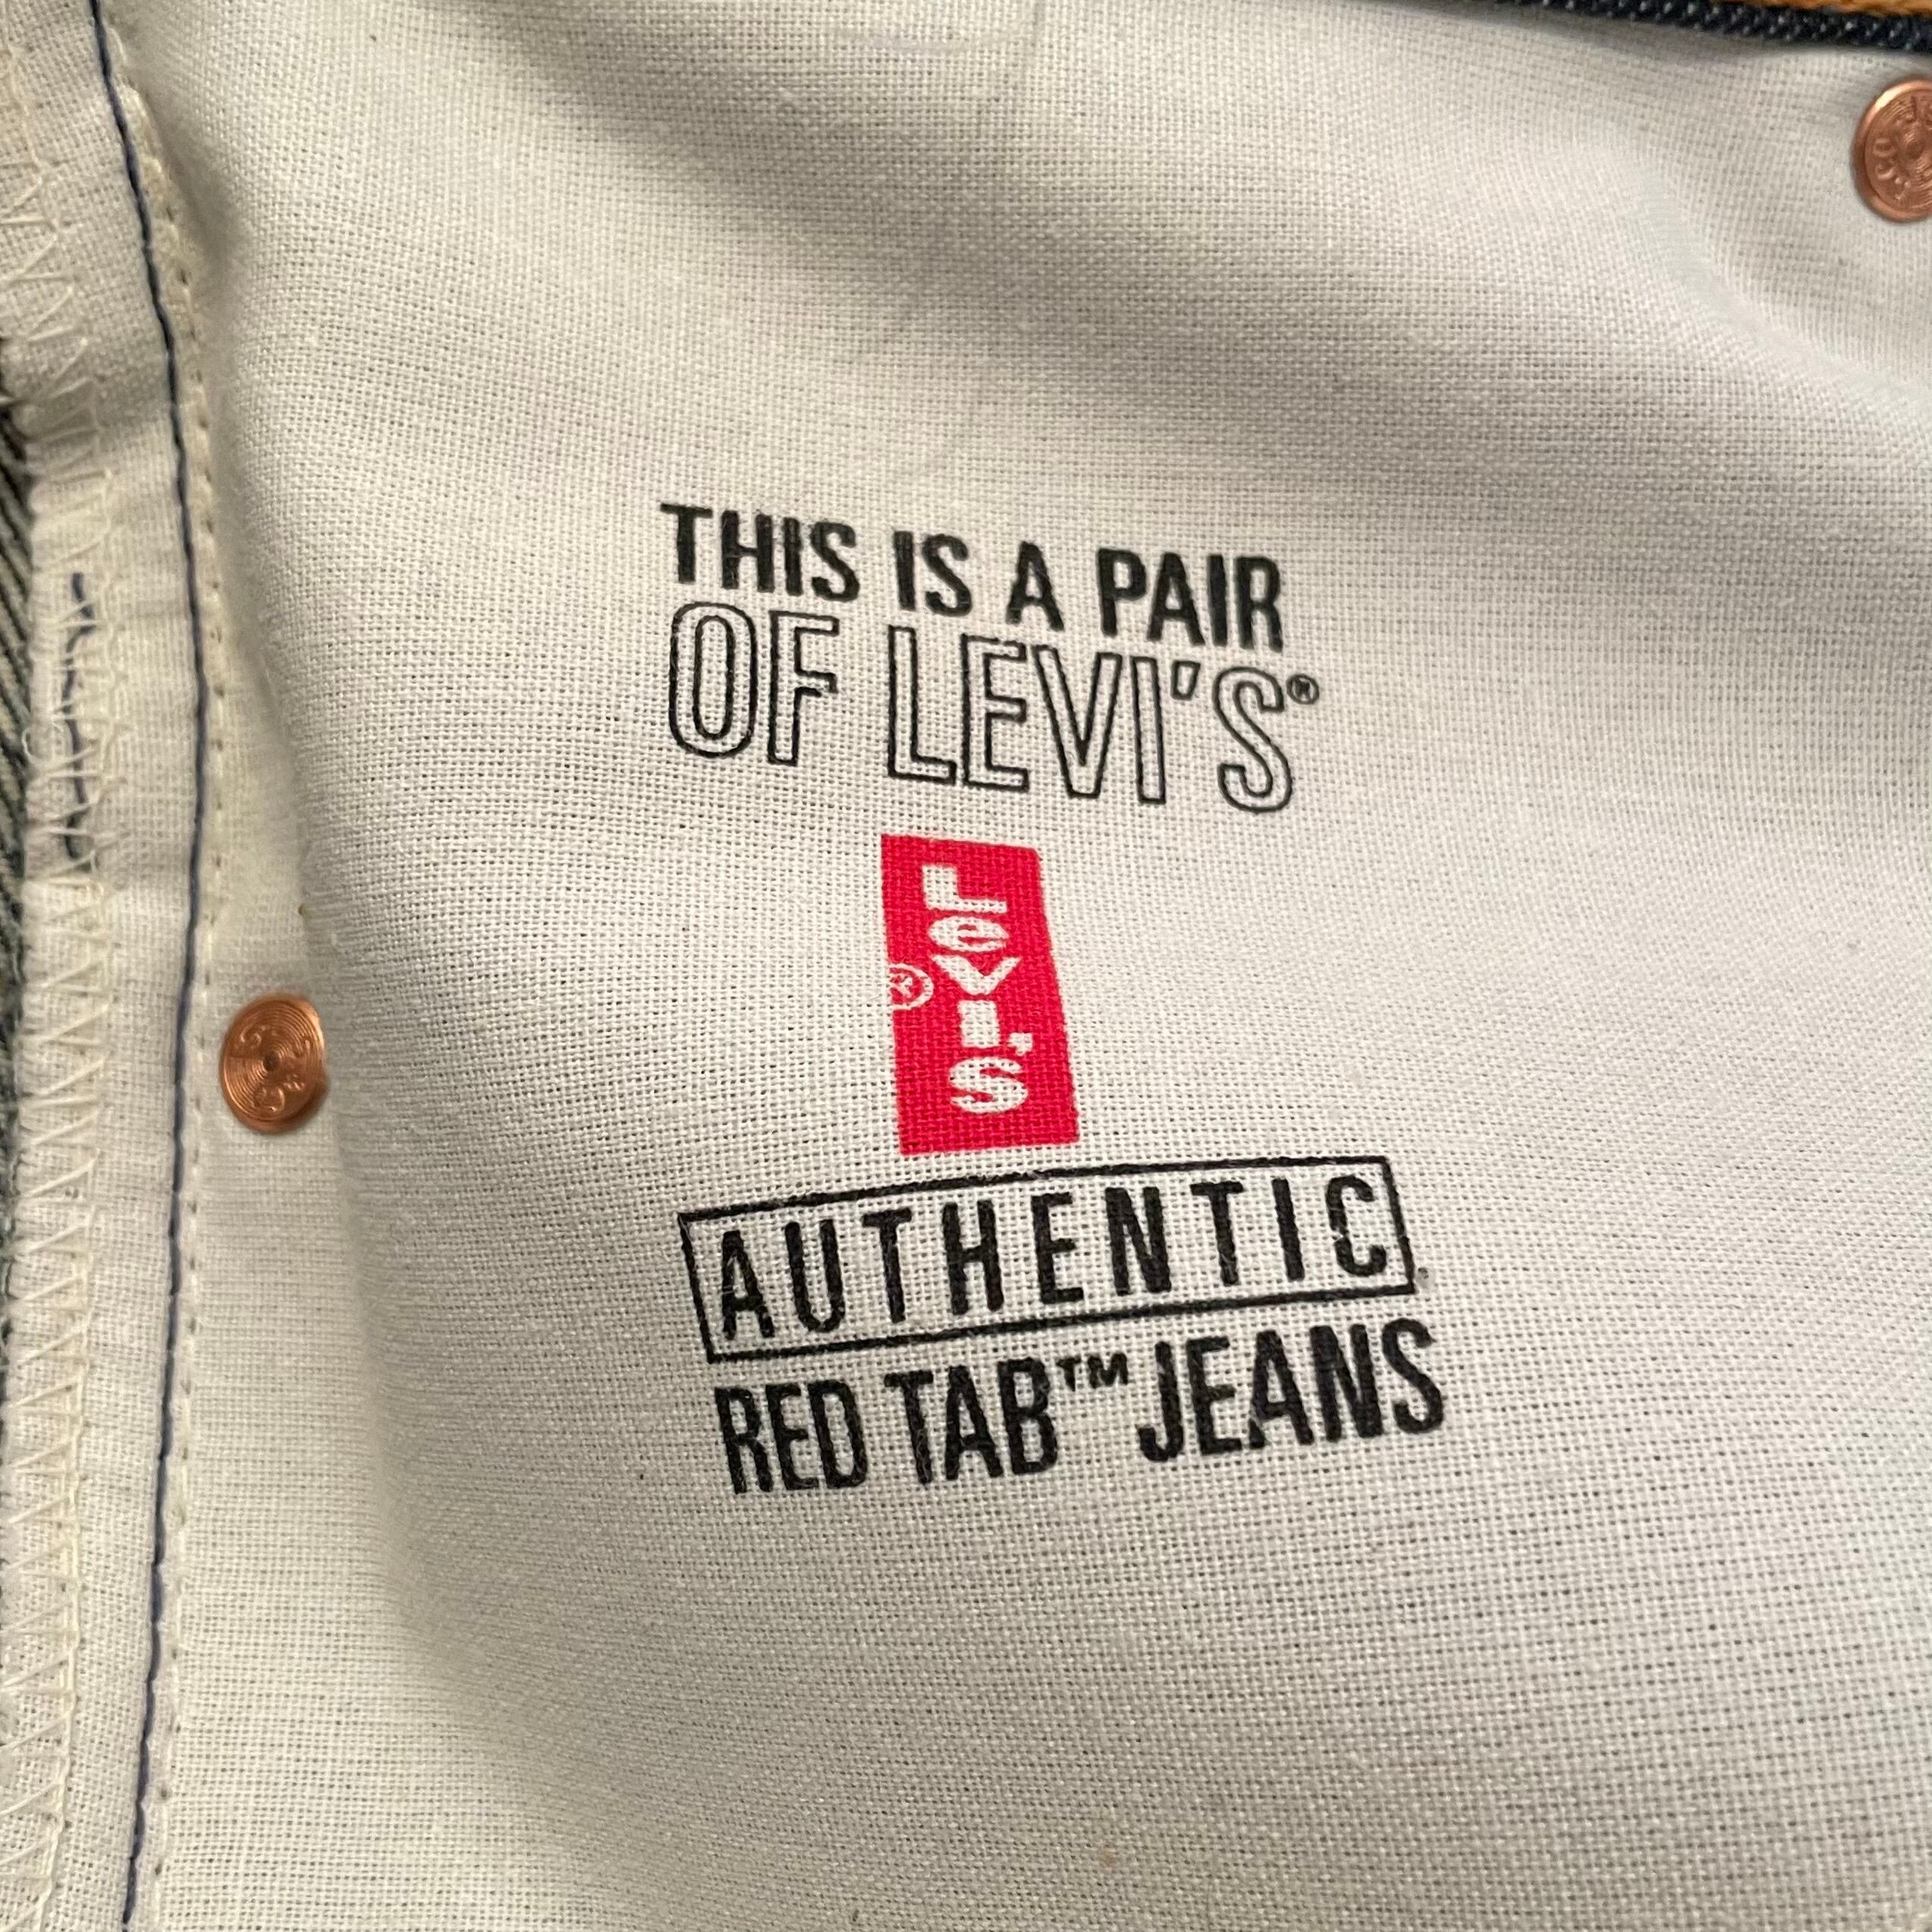 THIS IS A PAIR
OF LEVI'S®
LEVI'S
®
AUTHENTIC
RED TAB™ JEANS